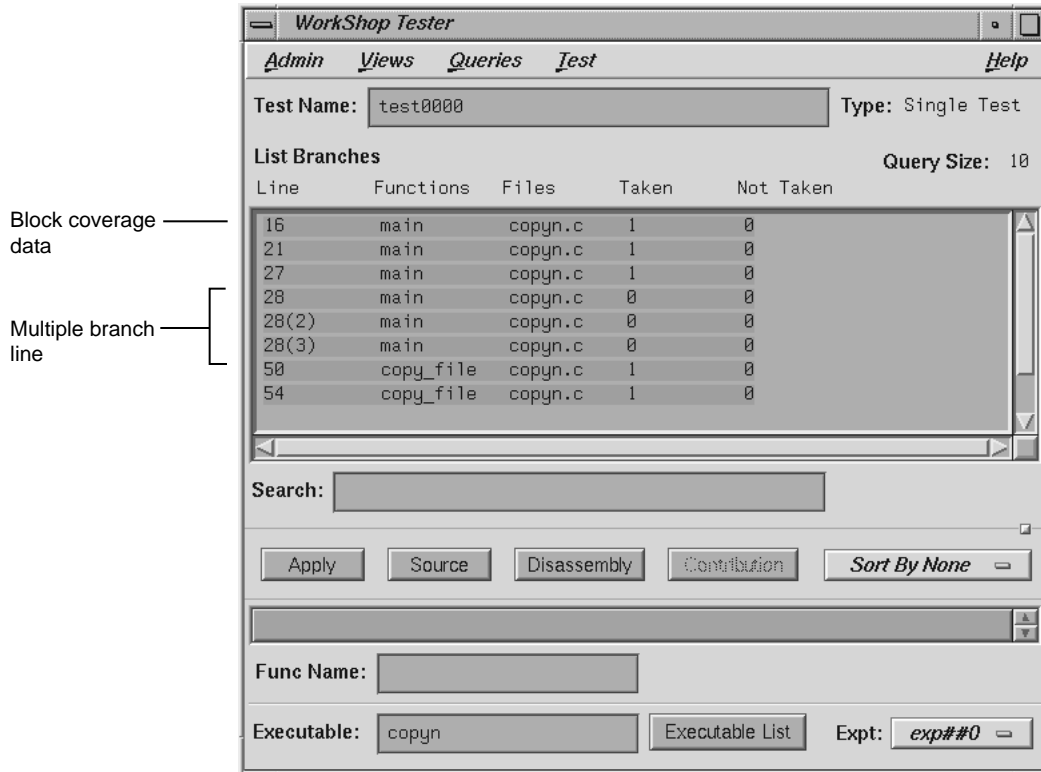 WorkShop Tester
Admin Views Queries Test Help
Test Name: test0000 Type: Single Test
List Branches Query Size: 10
Line Functions Files Taken Not Taken
Block coverage
data
16 main copyn.c 1 0
21 main copyn.c 1 0
27 main copyn.c 1 0
28 main copyn.c 0 0
Multiple branch
line
28(2) main copyn.c 0 0
28(3) main copyn.c 0 0
50 copy_file copyn.c 1 0
54 copy_file copyn.c 1 0
Search:
Apply Source Disassembly Contribution Sort By None
Func Name:
Executable: copyn Executable List Expt: exp##0